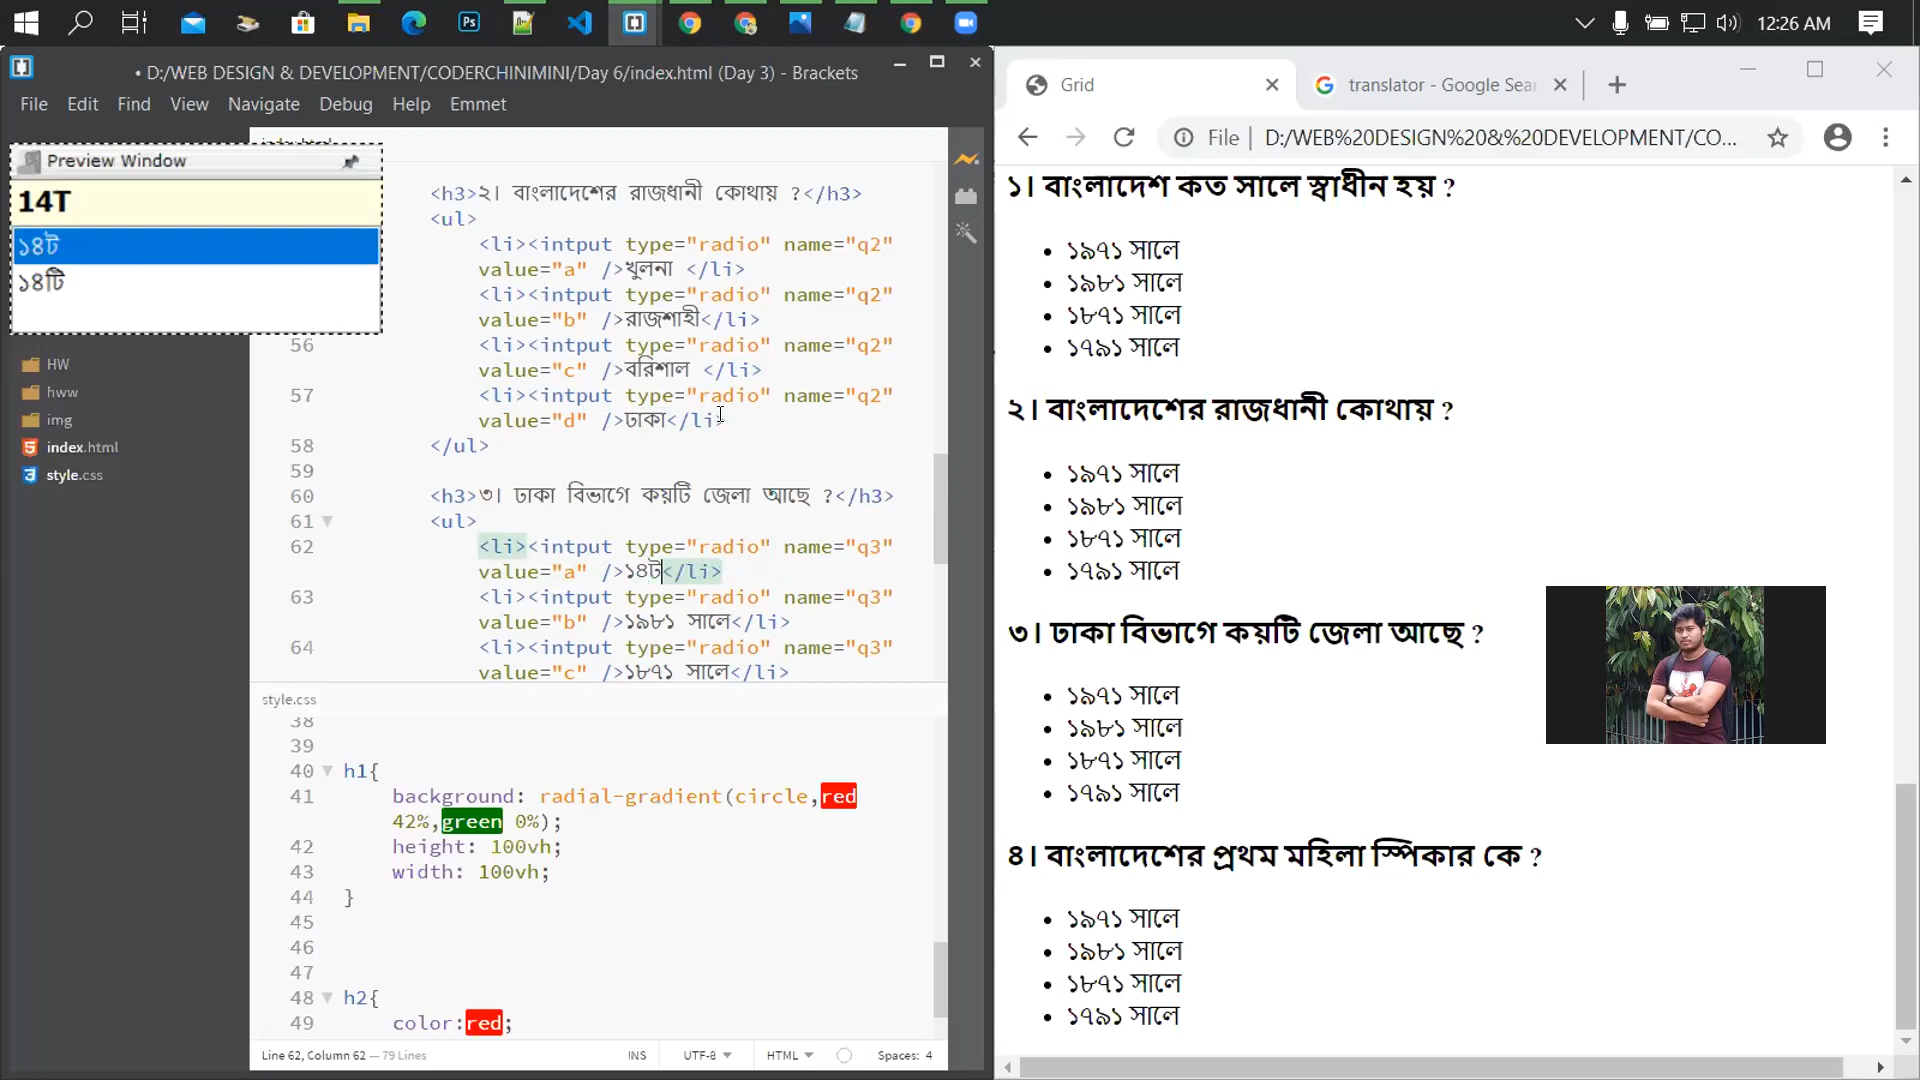 12:26 AM
• D:/WEB DESIGN & DEVELOPMENT/CODERCHINIMINI/Day 6/index.html (Day 3) - Brackets
File Edit Find View Navigate Debug Help Emmet
Preview Window
14T
১৪ট
১৪টি
HW
hww
img
index.html
style.css
<h3>২। বাংলাদেশের রাজধানী কোথায় ?</h3>
<ul>
<li><intput type="radio" name="q2"
value="a" />খুলনা </li>
<li><intput type="radio" name="q2"
value="b" />রাজশাহী</li>
56 <li><intput type="radio" name="q2"
value="c" />বরিশাল </li>
57 <li><intput type="radio" name="q2"
value="d" />ঢাকা</li>
58 </ul>
59
60 <h3>৩। ঢাকা বিভাগে কয়টি জেলা আছে ?</h3>
61 <ul>
62 <li><intput type="radio" name="q3"
value="a" />১৪ট</li>
63 <li><intput type="radio" name="q3"
value="b" />১৯৮১ সালে</li>
64 <li><intput type="radio" name="q3"
value="c" />১৮৭১ সালে</li>
style.css
38
39
40 h1{
41 background: radial-gradient(circle,red
42%,green 0%);
42 height: 100vh;
43 width: 100vh;
44 }
45
46
47
48 h2{
49 color:red;
Line 62, Column 62 — 79 Lines
INS UTF-8 HTML Spaces: 4
Grid
translator - Google Sear
File D:/WEB%20DESIGN%20&%20DEVELOPMENT/CO...
১। বাংলাদেশ কত সালে স্বাধীন হয় ?
• ১৯৭১ সালে
• ১৯৮১ সালে
• ১৮৭১ সালে
• ১৭৯১ সালে
২। বাংলাদেশের রাজধানী কোথায় ?
• ১৯৭১ সালে
• ১৯৮১ সালে
• ১৮৭১ সালে
• ১৭৯১ সালে
৩। ঢাকা বিভাগে কয়টি জেলা আছে ?
• ১৯৭১ সালে
• ১৯৮১ সালে
• ১৮৭১ সালে
• ১৭৯১ সালে
৪। বাংলাদেশের প্রথম মহিলা স্পিকার কে ?
• ১৯৭১ সালে
• ১৯৮১ সালে
• ১৮৭১ সালে
• ১৭৯১ সালে